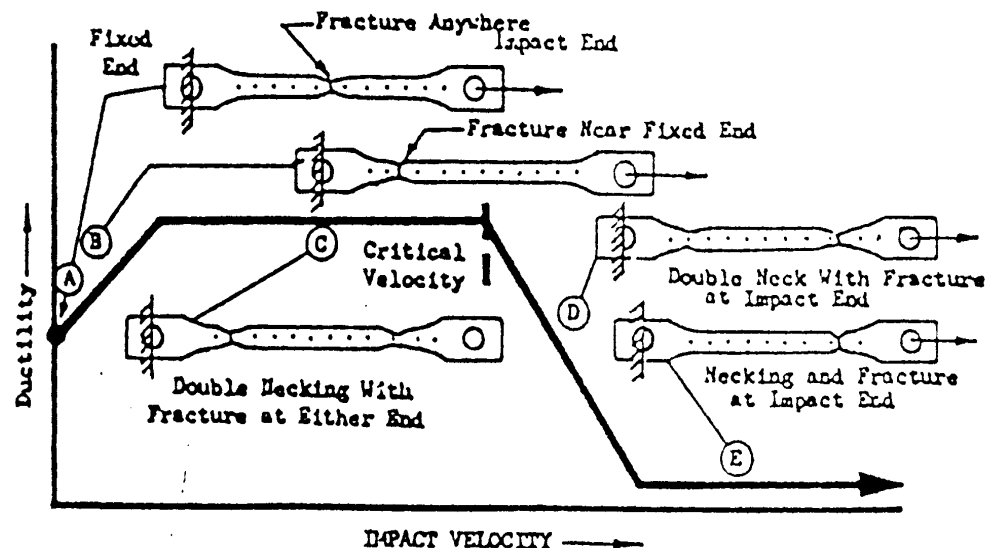 Fracture Anywhere
Fixed
End
Impact End
Fracture Near Fixed End
B
C
A
Critical
Velocity
D
Double Neck With Fracture
at Impact End
Ductility
Double Necking With
Fracture at Either End
Necking and Fracture
at Impact End
E
IMPACT VELOCITY